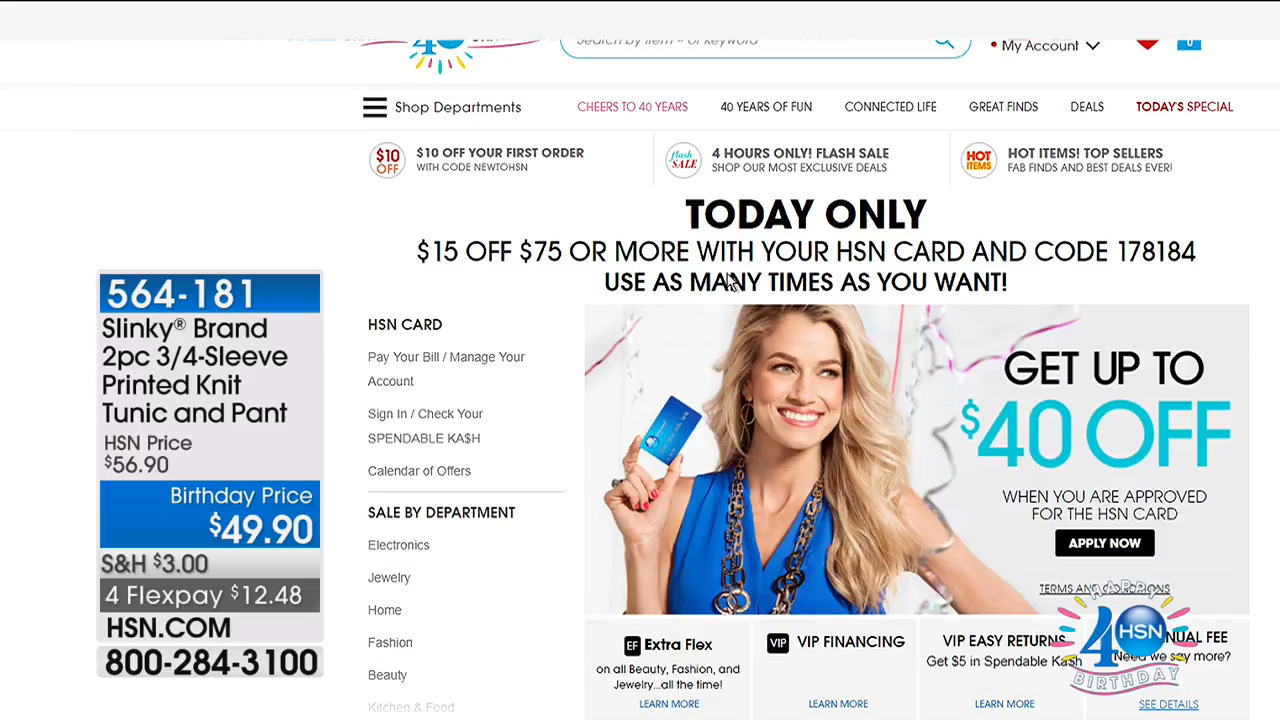 40
Search by item # or keyword
My Account
0
Shop Departments
CHEERS TO 40 YEARS
40 YEARS OF FUN
CONNECTED LIFE
GREAT FINDS
DEALS
TODAY'S SPECIAL
$10 OFF
$10 OFF YOUR FIRST ORDER
WITH CODE NEWTOHSN
flash SALE
4 HOURS ONLY! FLASH SALE
SHOP OUR MOST EXCLUSIVE DEALS
HOT ITEMS
HOT ITEMS! TOP SELLERS
FAB FINDS AND BEST DEALS EVER!
TODAY ONLY
$15 OFF $75 OR MORE WITH YOUR HSN CARD AND CODE 178184
USE AS MANY TIMES AS YOU WANT!
564-181
Slinky® Brand
2pc 3/4-Sleeve
Printed Knit
Tunic and Pant
HSN Price
$56.90
Birthday Price
$49.90
S&H $3.00
4 Flexpay $12.48
HSN.COM
800-284-3100
HSN CARD
Pay Your Bill / Manage Your
Account
Sign In / Check Your
SPENDABLE KA$H
Calendar of Offers
SALE BY DEPARTMENT
Electronics
Jewelry
Home
Fashion
Beauty
Kitchen & Food
GET UP TO
$40 OFF
WHEN YOU ARE APPROVED
FOR THE HSN CARD
APPLY NOW
TERMS AND CONDITIONS
EF Extra Flex
on all Beauty, Fashion, and
Jewelry...all the time!
LEARN MORE
VIP VIP FINANCING
LEARN MORE
VIP EASY RETURNS
Get $5 in Spendable Ka$h
LEARN MORE
NUAL FEE
Need we say more?
SEE DETAILS
HAPPY
40 HSN
BIRTHDAY